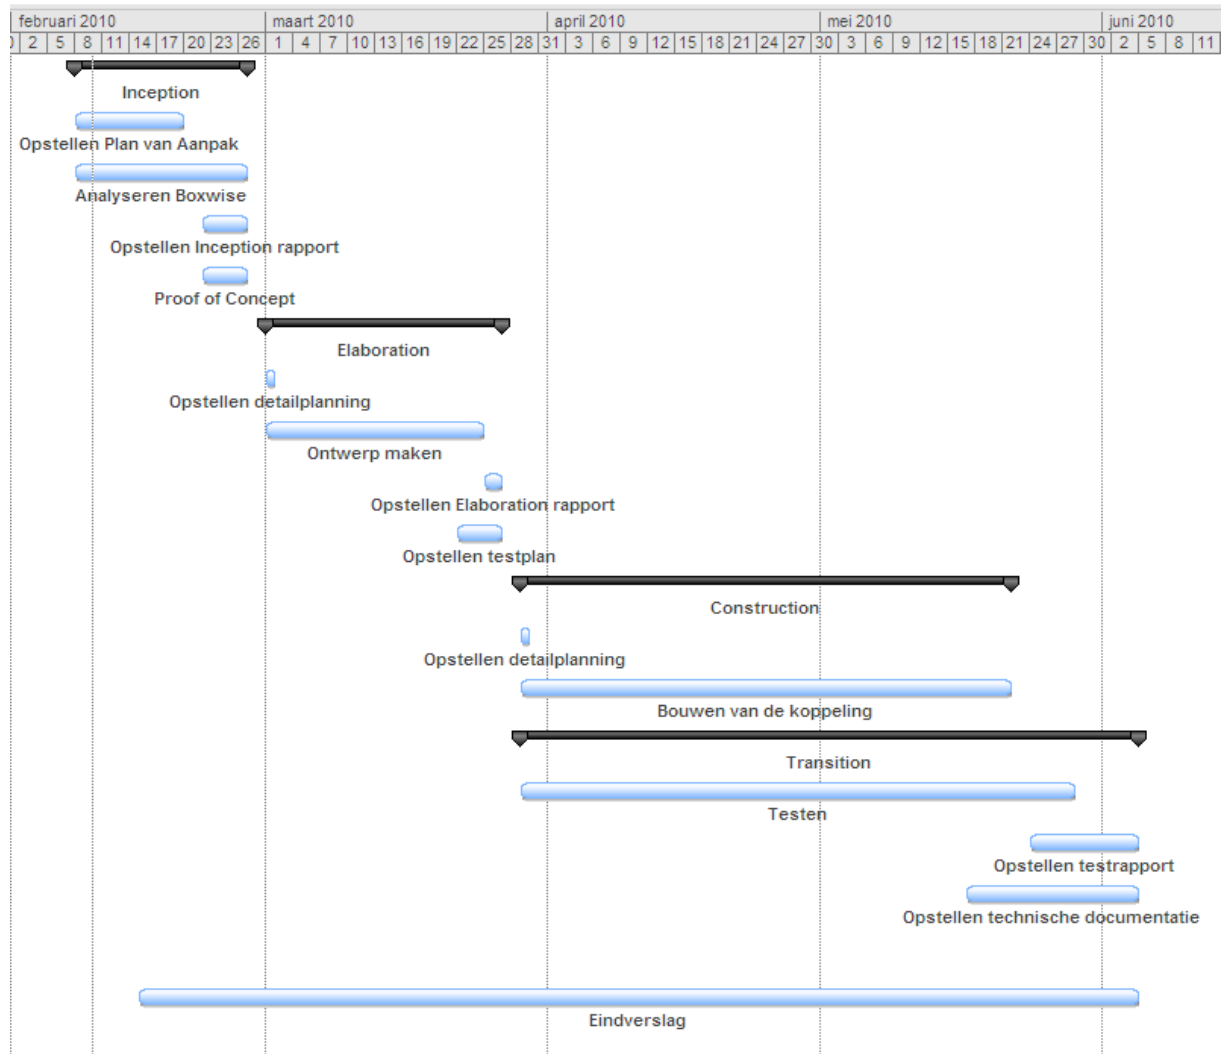 februari 2010 maart 2010 april 2010 mei 2010 juni 2010
2 5 8 11 14 17 20 23 26 1 4 7 10 13 16 19 22 25 28 31 3 6 9 12 15 18 21 24 27 30 3 6 9 12 15 18 21 24 27 30 2 5 8 11
Inception
Opstellen Plan van Aanpak
Analyseren Boxwise
Opstellen Inception rapport
Proof of Concept
Elaboration
Opstellen detailplanning
Ontwerp maken
Opstellen Elaboration rapport
Opstellen testplan
Construction
Opstellen detailplanning
Bouwen van de koppeling
Transition
Testen
Opstellen testrapport
Opstellen technische documentatie
Eindverslag